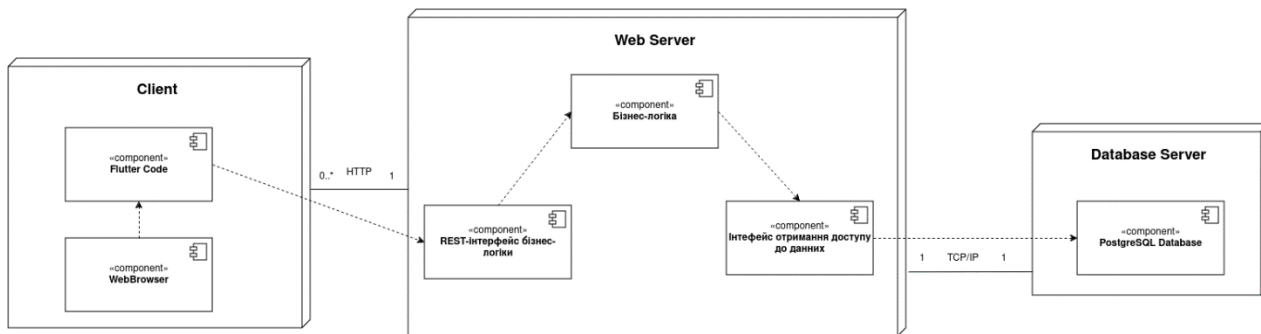 Client
«component»
Flutter Code
«component»
WebBrowser
0..* HTTP 1
Web Server
«component»
Бізнес-логіка
«component»
REST-інтерфейс бізнес-
логіки
«component»
Інтефейс отримання доступу
до данних
1 TCP/IP 1
Database Server
«component»
PostgreSQL Database